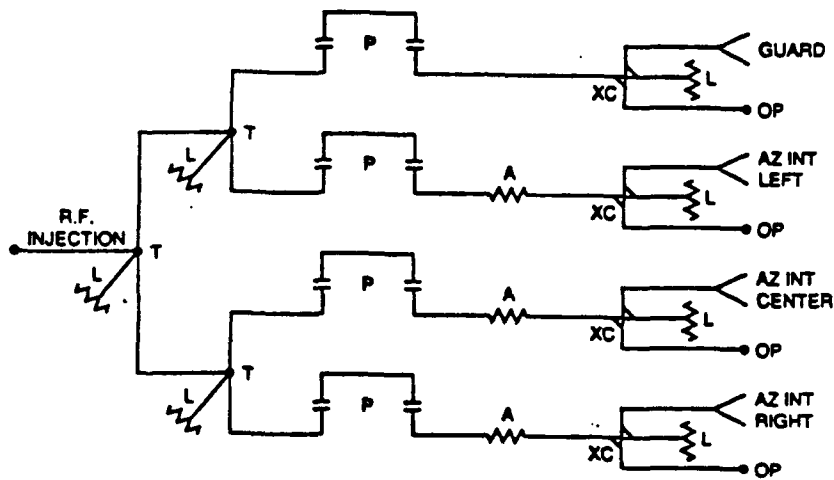 P
GUARD
L
XC
OP
T
L
P
A
AZ INT
LEFT
L
XC
OP
R.F.
INJECTION
T
L
P
A
AZ INT
CENTER
L
XC
OP
T
L
P
A
AZ INT
RIGHT
L
XC
OP